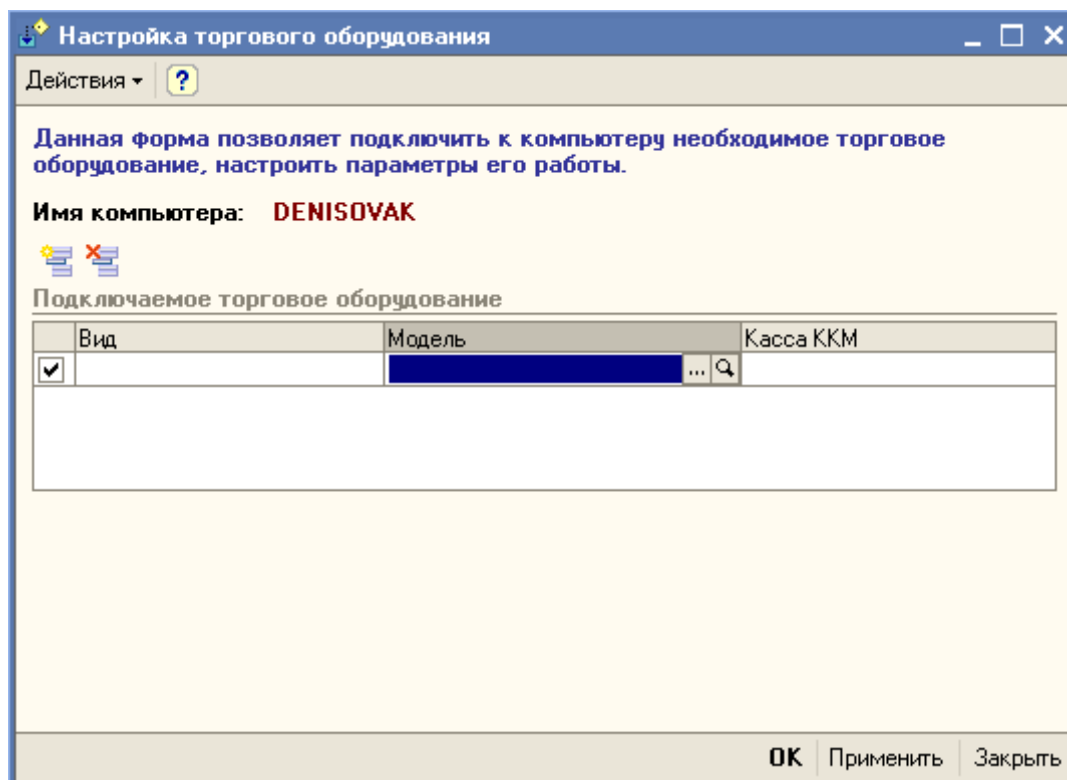 Настройка торгового оборудования
Действия
?
Данная форма позволяет подключить к компьютеру необходимое торговое
оборудование, настроить параметры его работы.
Имя компьютера: DENISOVAK
Подключаемое торговое оборудование
Вид Модель Касса ККМ
...
OK Применить Закрыть